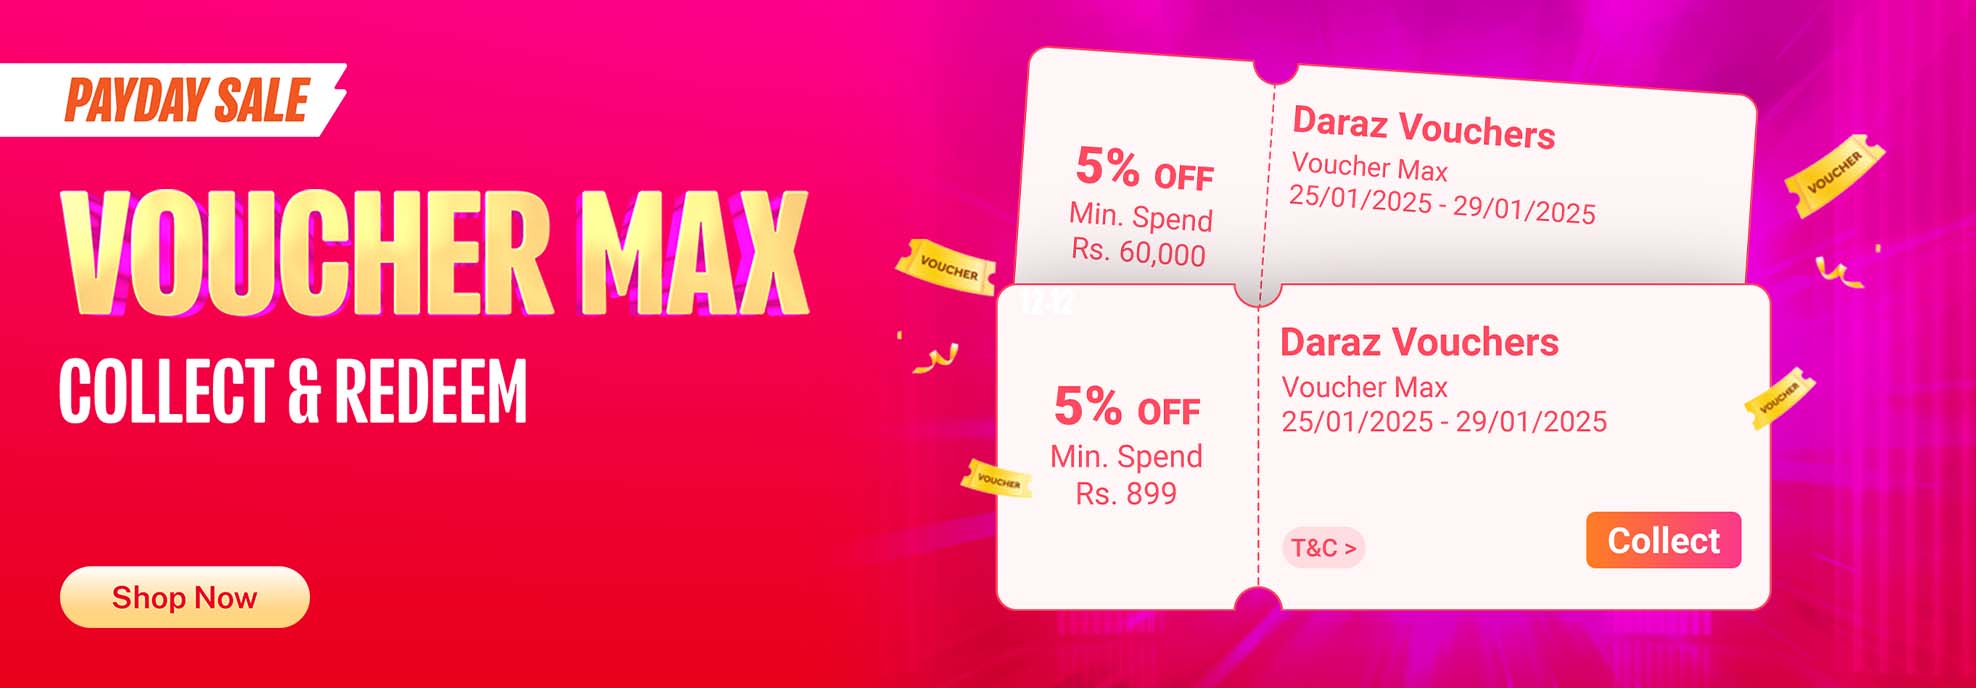 PAYDAY SALE
VOUCHER MAX
COLLECT & REDEEM
Shop Now
5% OFF
Min. Spend
Rs. 60,000
Daraz Vouchers
Voucher Max
25/01/2025 - 29/01/2025
12.12
5% OFF
Min. Spend
Rs. 899
Daraz Vouchers
Voucher Max
25/01/2025 - 29/01/2025
T&C >
Collect
VOUCHER
VOUCHER
VOUCHER
VOUCHER